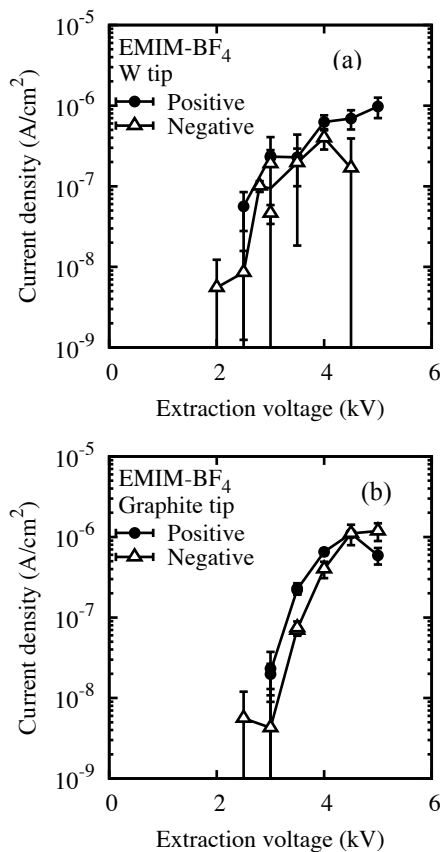 10^-5
EMIM-BF4
(a)
W tip
Positive
10^-6
Negative
10^-7
10^-8
10^-9
Current density (A/cm^2)
0 2 4 6
Extraction voltage (kV)
10^-5
EMIM-BF4
(b)
Graphite tip
Positive
10^-6
Negative
10^-7
10^-8
10^-9
Current density (A/cm^2)
0 2 4 6
Extraction voltage (kV)